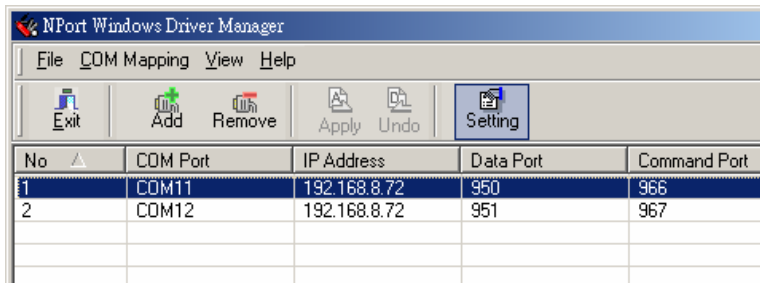 NPort Windows Driver Manager
File COM Mapping View Help
Exit Add Remove Apply Undo Setting
No COM Port IP Address Data Port Command Port
1 COM11 192.168.8.72 950 966
2 COM12 192.168.8.72 951 967